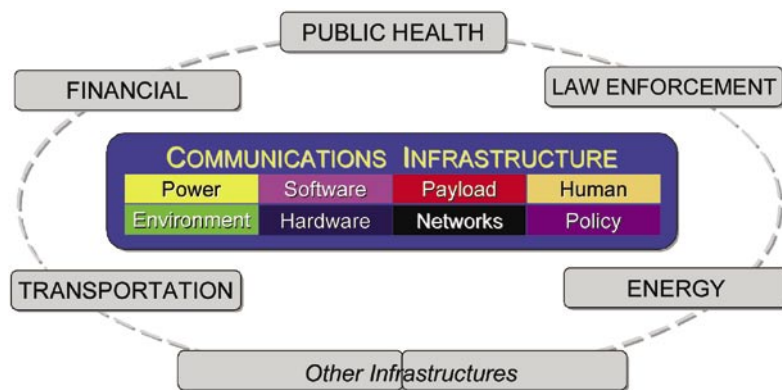 PUBLIC HEALTH
FINANCIAL
LAW ENFORCEMENT
COMMUNICATIONS INFRASTRUCTURE
Power Software Payload Human
Environment Hardware Networks Policy
TRANSPORTATION
ENERGY
Other Infrastructures